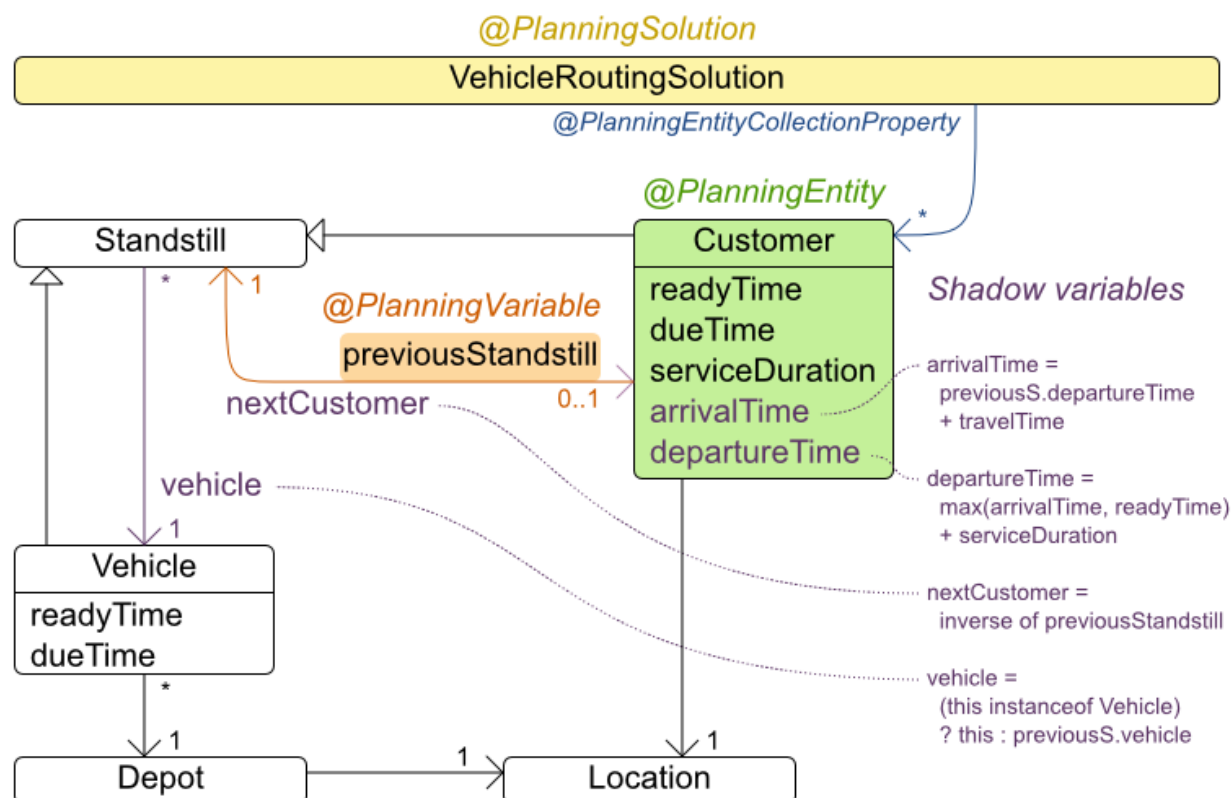 @PlanningSolution
VehicleRoutingSolution
@PlanningEntityCollectionProperty
@PlanningEntity
*
Standstill
Customer
*
1
readyTime
Shadow variables
@PlanningVariable
dueTime
previousStandstill
serviceDuration
arrivalTime =
previousS.departureTime
+ travelTime
nextCustomer
0..1
arrivalTime
departureTime
departureTime =
max(arrivalTime, readyTime)
+ serviceDuration
vehicle
1
Vehicle
readyTime
dueTime
nextCustomer =
inverse of previousStandstill
vehicle =
(this instanceof Vehicle)
? this : previousS.vehicle
*
1
1
1
Depot
Location